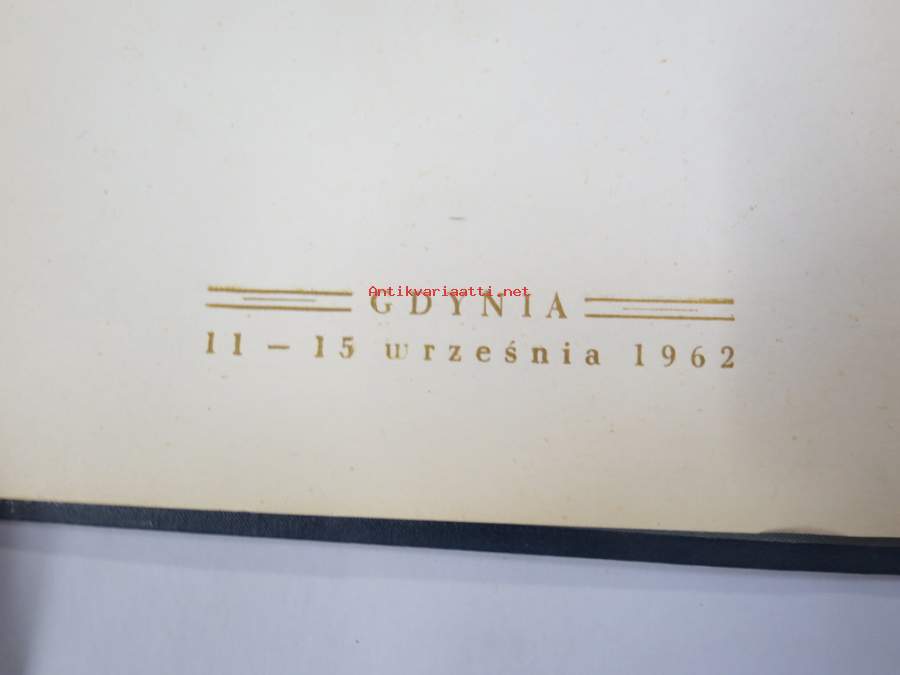 Antikvariaatti.net
GDYNIA
11 – 15 września 1962